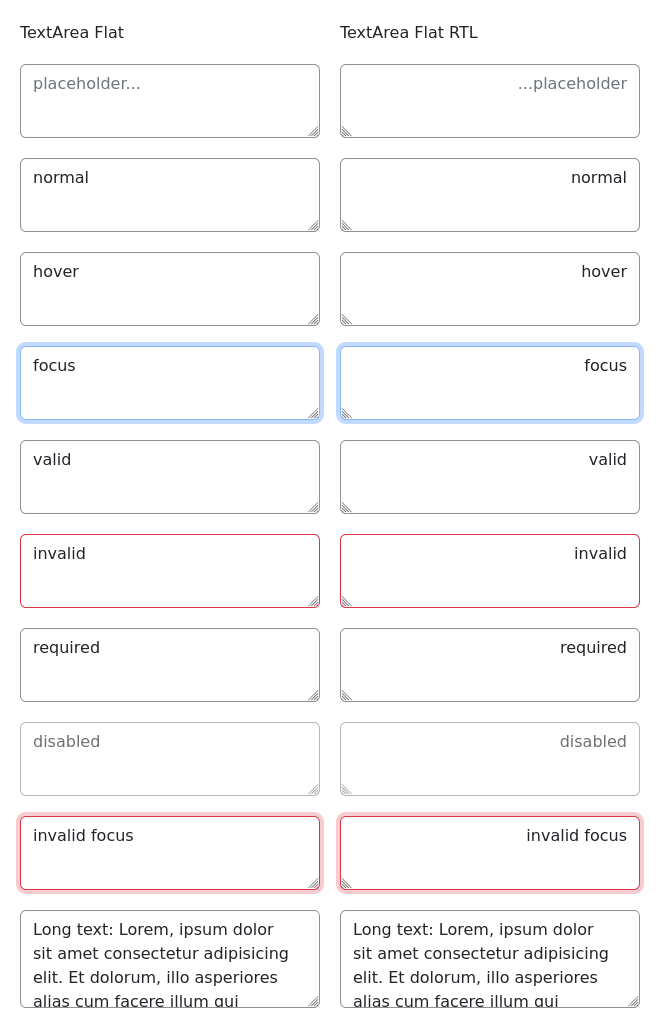 TextArea Flat
TextArea Flat RTL
placeholder...
...placeholder
normal
normal
hover
hover
focus
focus
valid
valid
invalid
invalid
required
required
disabled
disabled
invalid focus
invalid focus
Long text: Lorem, ipsum dolor
sit amet consectetur adipisicing
elit. Et dolorum, illo asperiores
alias cum facere illum qui
Long text: Lorem, ipsum dolor
sit amet consectetur adipisicing
elit. Et dolorum, illo asperiores
alias cum facere illum qui